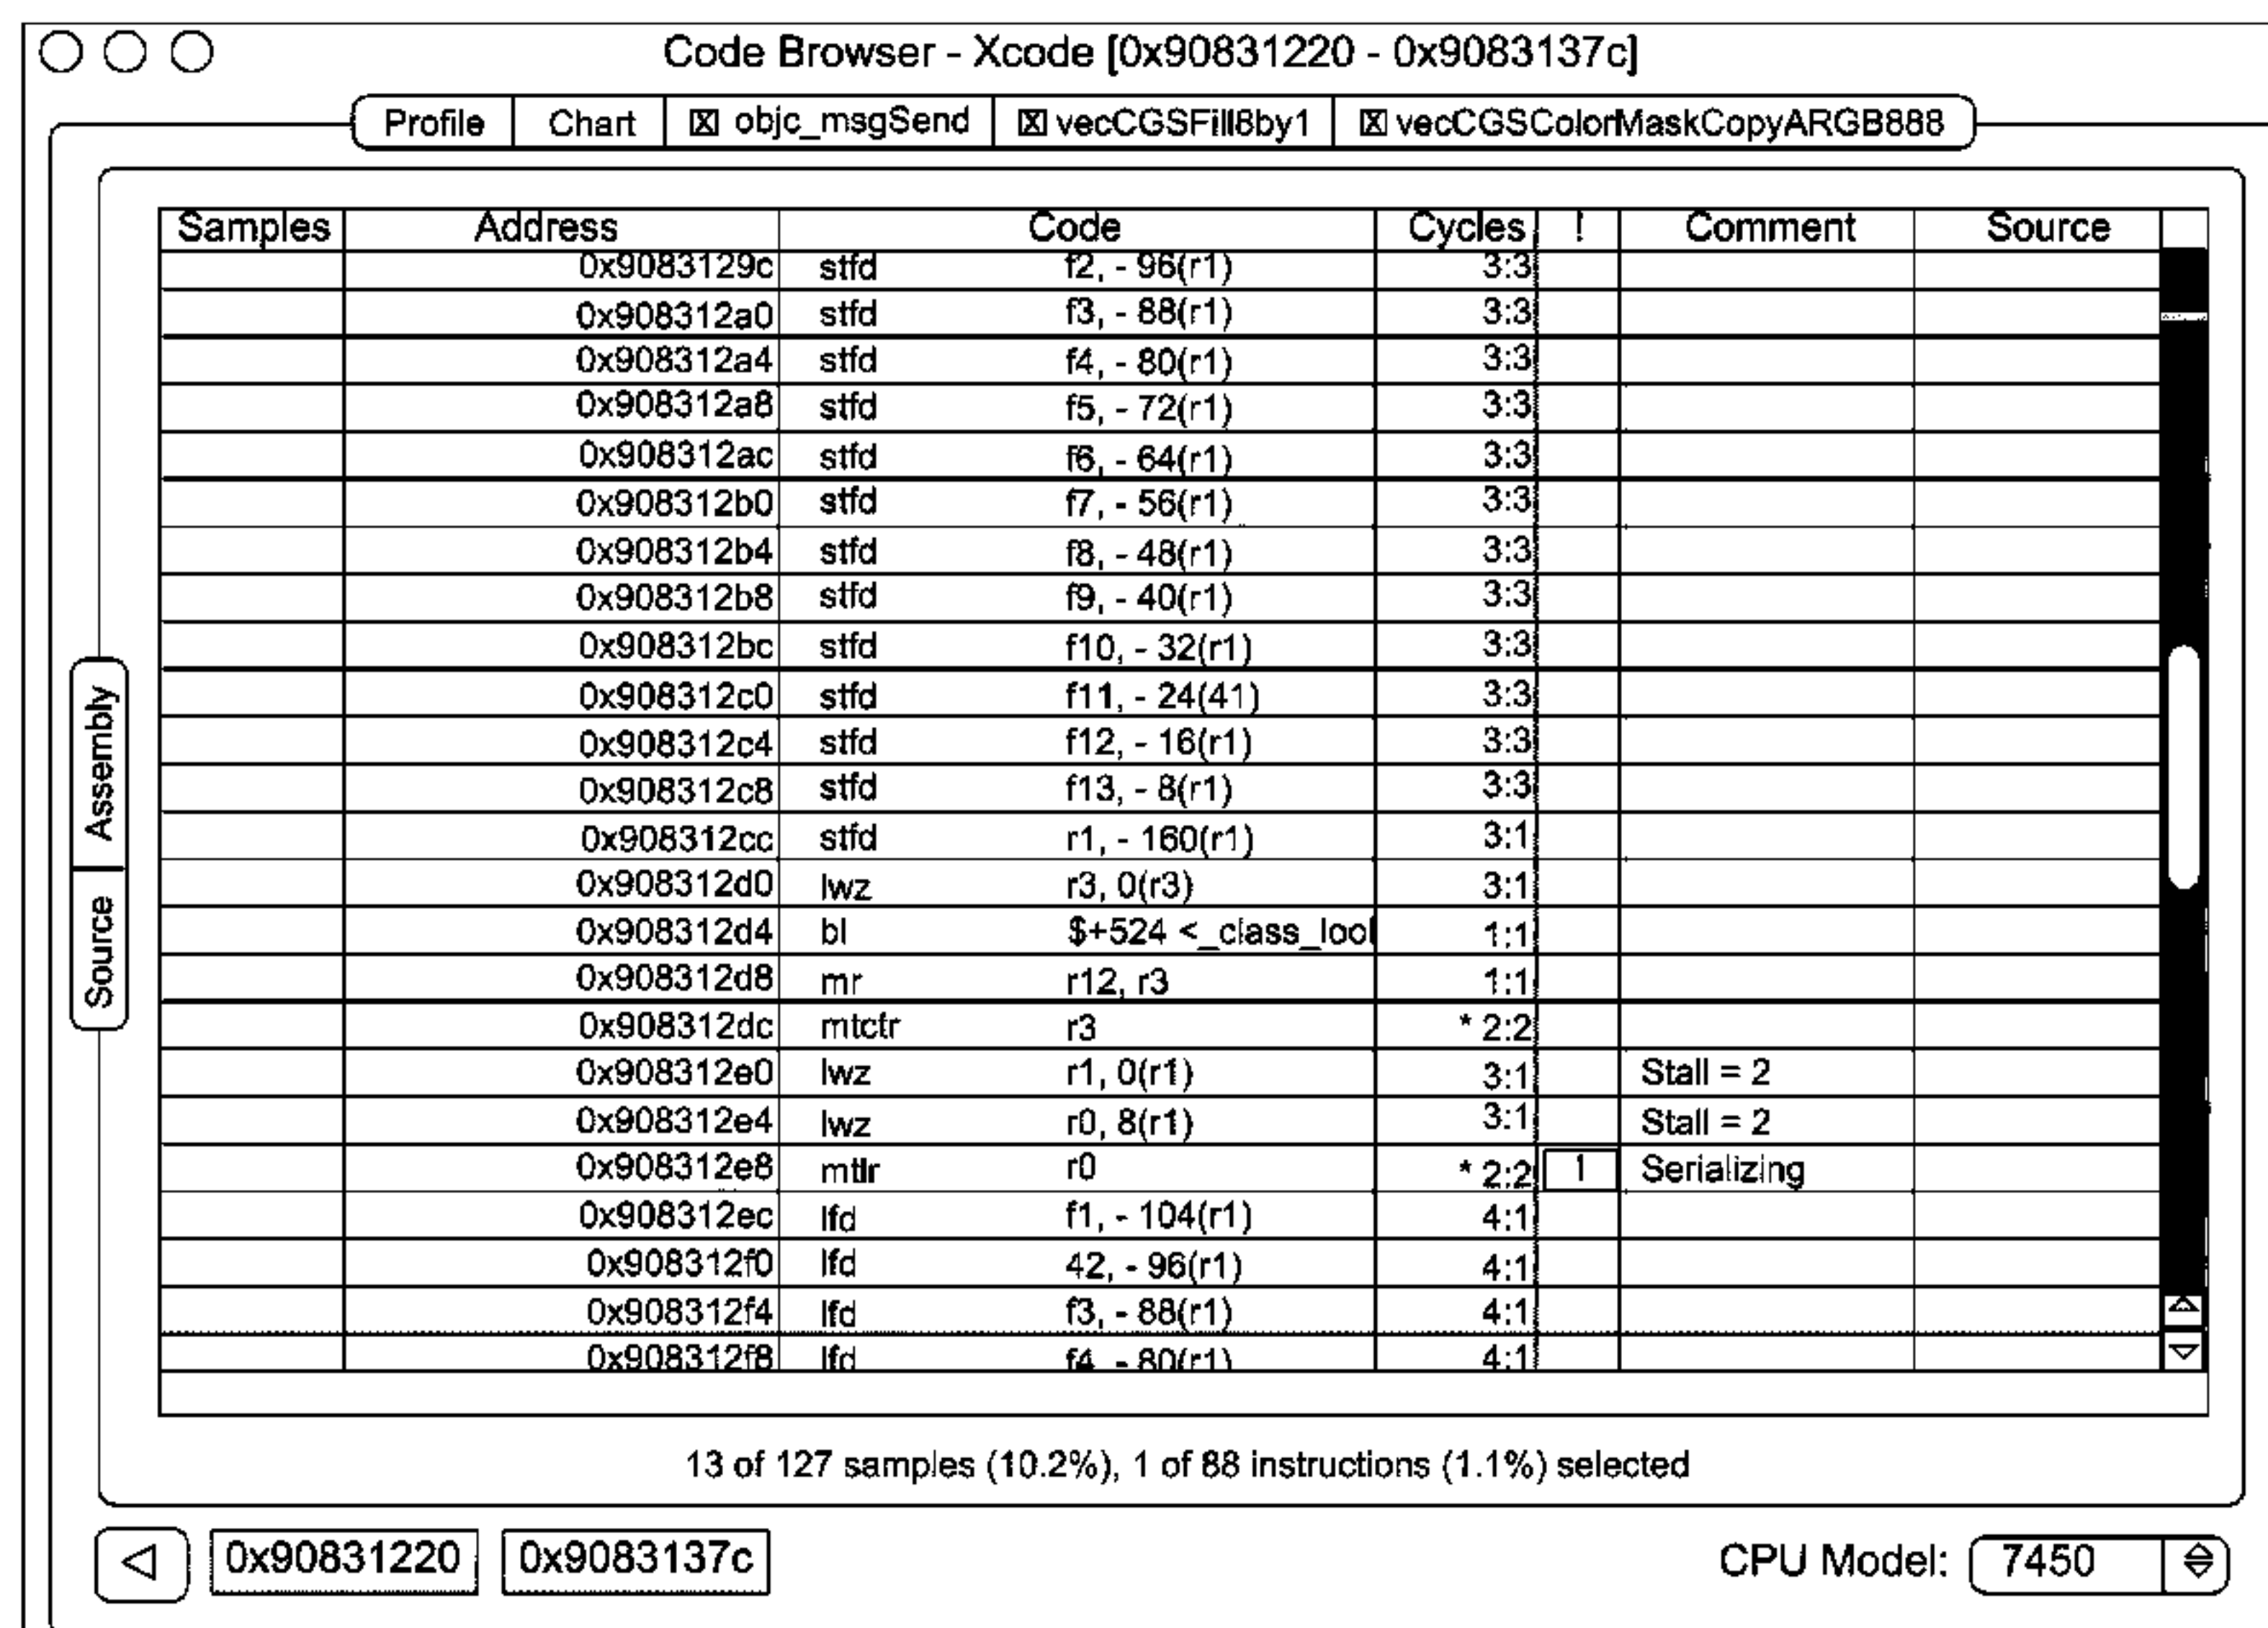 Code Browser - Xcode [0x90831220 - 0x9083137c]
Profile Chart objc_msgSend vecCGSFill8by1 vecCGSColorMaskCopyARGB888
Samples Address Code Cycles ! Comment Source
0x9083129c stfd f2, - 96(r1) 3:3
0x908312a0 stfd f3, - 88(r1) 3:3
0x908312a4 stfd f4, - 80(r1) 3:3
0x908312a8 stfd f5, - 72(r1) 3:3
0x908312ac stfd f6, - 64(r1) 3:3
0x908312b0 stfd f7, - 56(r1) 3:3
0x908312b4 stfd f8, - 48(r1) 3:3
0x908312b8 stfd f9, - 40(r1) 3:3
0x908312bc stfd f10, - 32(r1) 3:3
0x908312c0 stfd f11, - 24(41) 3:3
0x908312c4 stfd f12, - 16(r1) 3:3
0x908312c8 stfd f13, - 8(r1) 3:3
0x908312cc stfd r1, - 160(r1) 3:1
0x908312d0 lwz r3, 0(r3) 3:1
0x908312d4 bl $+524 <_class_lool 1:1
0x908312d8 mr r12, r3 1:1
0x908312dc mtctr r3 * 2:2
0x908312e0 lwz r1, 0(r1) 3:1 Stall = 2
0x908312e4 lwz r0, 8(r1) 3:1 Stall = 2
0x908312e8 mtlr r0 * 2:2 1 Serializing
0x908312ec lfd f1, - 104(r1) 4:1
0x908312f0 lfd 42, - 96(r1) 4:1
0x908312f4 lfd f3, - 88(r1) 4:1
0x908312f8 lfd f4 - 80(r1) 4:1
Assembly
Source
13 of 127 samples (10.2%), 1 of 88 instructions (1.1%) selected
0x90831220 0x9083137c CPU Model: 7450